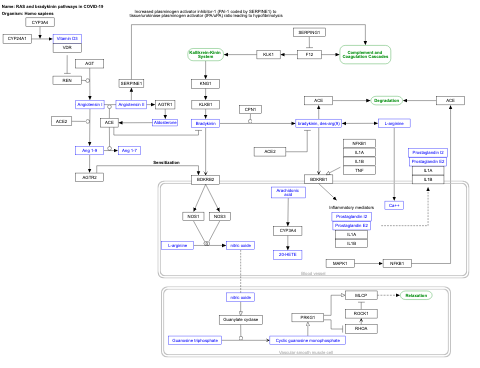 Name: RAS and bradykinin pathways in COVID-19
Organism: Homo sapiens
Increased plasminogen activator inhibitor-1 (PAI-1 coded by SERPINE1) to
tissue/urokinase plasminogen activator (tPA/uPA) ratio leading to hypofibrinolysis
CYP3A4
CYP24A1
Vitamin D3
VDR
SERPING1
Kallikrein-Kinin
System
KLK1
F12
Complement and
Coagulation Cascades
AGT
REN
SERPINE1
KNG1
Angiotensin I
Angiotensin II
AGTR1
KLKB1
ACE
Degradation
ACE
CPN1
ACE2
ACE
Aldosterone
Bradykinin
bradykinin, des-arg(9)
L-arginine
Ang 1-9
Ang 1-7
ACE2
NFKB1
IL1A
IL1B
TNF
Prostaglandin I2
Prostaglandin E2
IL1A
IL1B
AGTR2
Sensitization
BDKRB2
BDKRB1
Arachidonic
acid
Inflammatory mediators
Prostaglandin I2
Prostaglandin E2
IL1A
IL1B
Ca++
NOS1
NOS3
CYP3A4
L-arginine
nitric oxide
20-HETE
MAPK1
NFKB1
Blood vessel
nitric oxide
Guanylate cyclase
MLCP
Relaxation
PRKG1
ROCK1
RHOA
Guanosine triphosphate
Cyclic guanosine monophosphate
Vascular smooth muscle cell